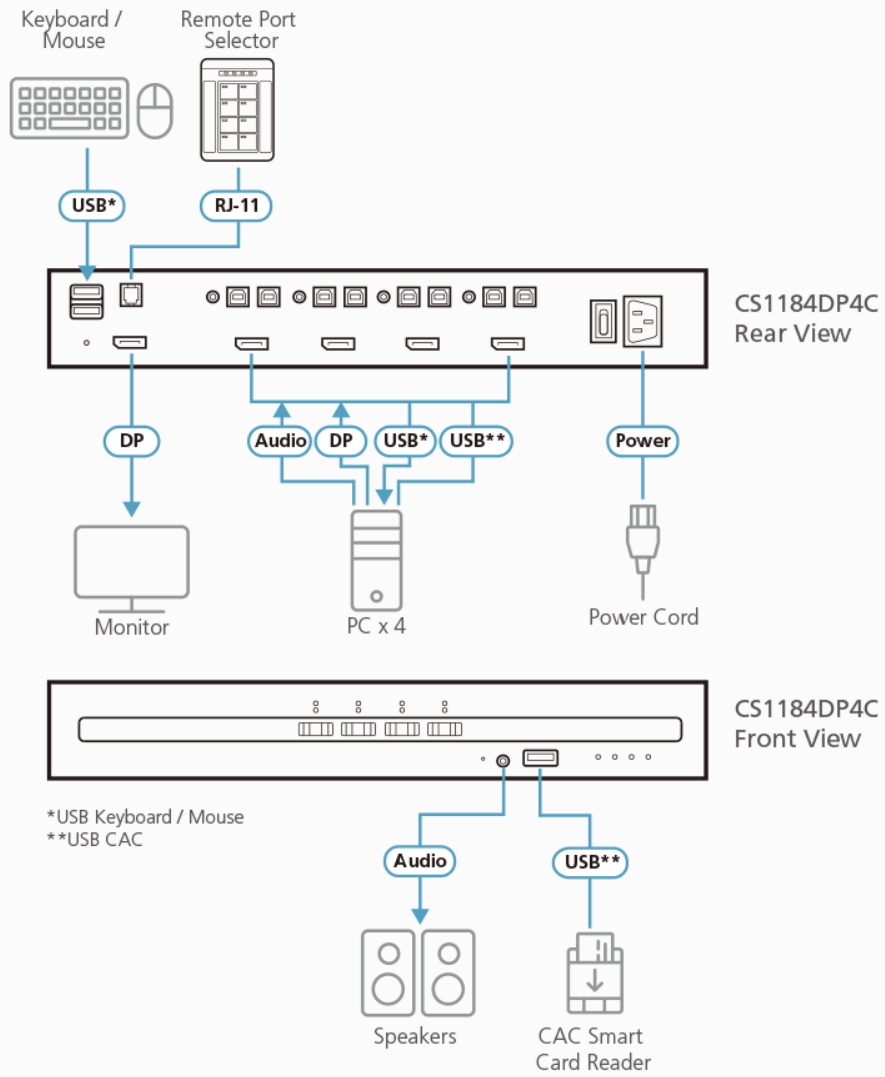 Keyboard /
Mouse
Remote Port
Selector
USB*
RJ-11
CS1184DP4C
Rear View
DP
Audio
DP
USB*
USB**
Power
Monitor
PC x 4
Power Cord
CS1184DP4C
Front View
*USB Keyboard / Mouse
**USB CAC
Audio
USB**
Speakers
CAC Smart
Card Reader